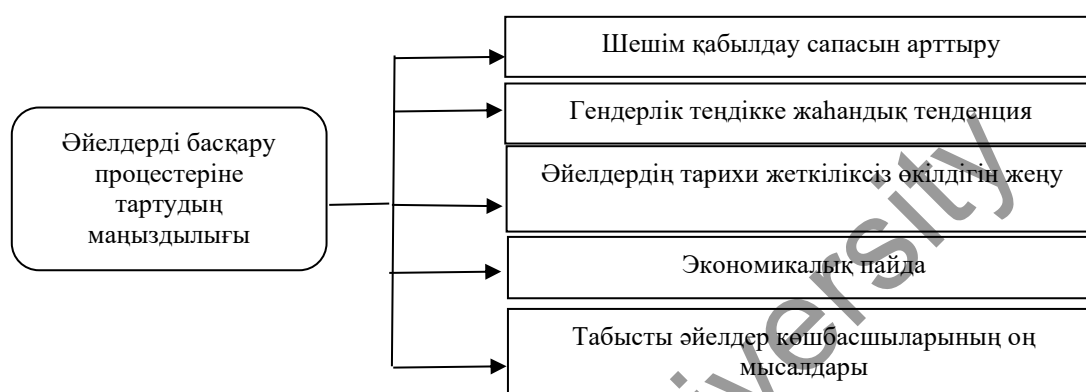 Әйелдерді басқару
процестеріне
тартудың
маңыздылығы
Шешім қабылдау сапасын арттыру
Гендерлік теңдікке жаһандық тенденция
Әйелдердің тарихи жеткіліксіз өкілдігін жеңу
Экономикалық пайда
Табысты әйелдер көшбасшыларының оң
мысалдары
university